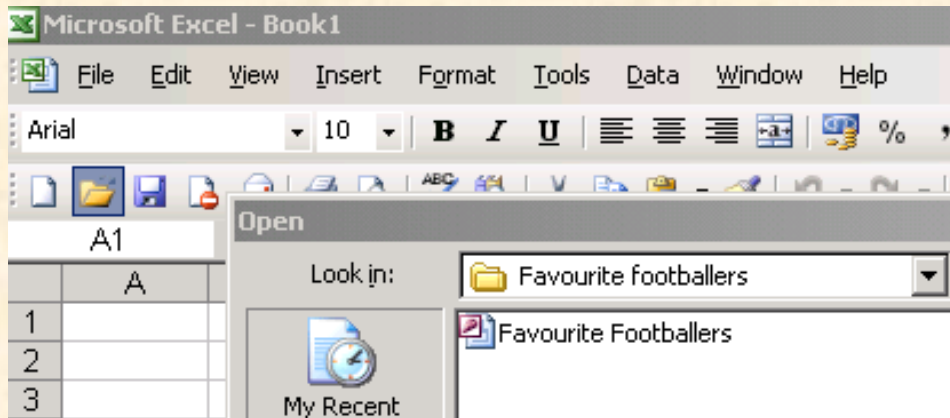 Microsoft Excel - Book1
File Edit View Insert Format Tools Data Window Help
Arial 10 B I U %
ABC
Open
A1
Look in: Favourite footballers
A
1
Favourite Footballers
2
3
My Recent